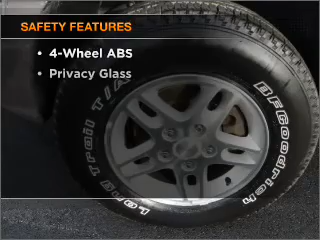 SAFETY FEATURES
• 4-Wheel ABS
• Privacy Glass
BFGoodrich
Long Trail T/A